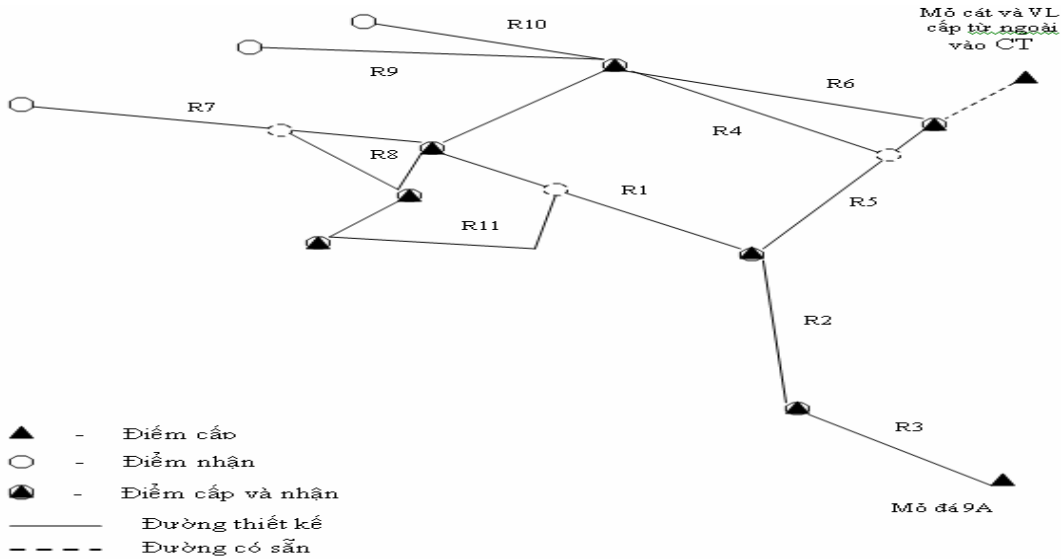 Mỏ cát và VL
cấp từ ngoài
vào CT
R10
R9
R6
R7
R4
R8
R1
R5
R11
R2
R3
Mỏ đá 9A
- Điểm cấp
- Điểm nhận
- Điểm cấp và nhận
Đường thiết kế
Đường có sẵn